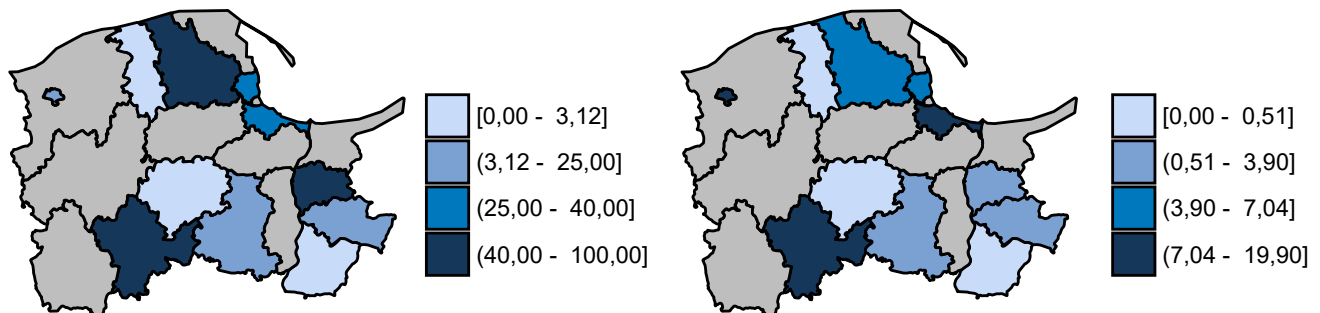 [0,00 - 3,12]
(3,12 - 25,00]
(25,00 - 40,00]
(40,00 - 100,00]
[0,00 - 0,51]
(0,51 - 3,90]
(3,90 - 7,04]
(7,04 - 19,90]